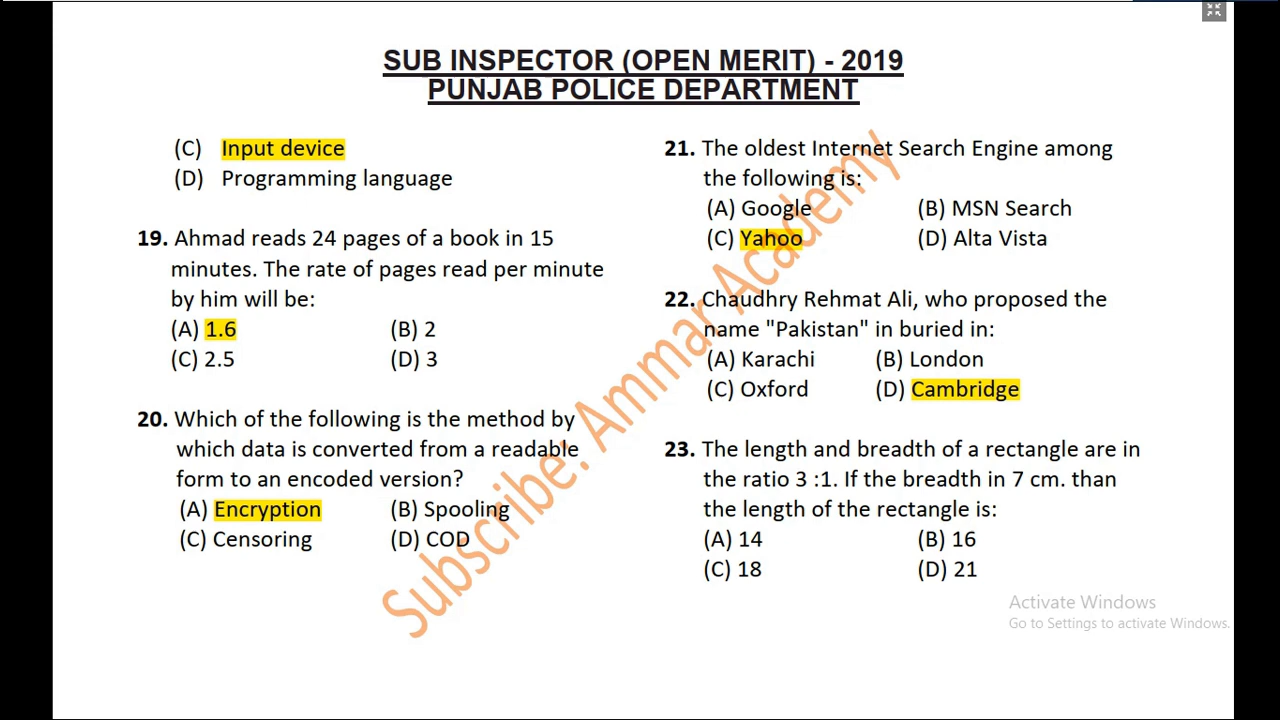 SUB INSPECTOR (OPEN MERIT) - 2019
PUNJAB POLICE DEPARTMENT
(C) Input device
(D) Programming language
19. Ahmad reads 24 pages of a book in 15
minutes. The rate of pages read per minute
by him will be:
(A) 1.6 (B) 2
(C) 2.5 (D) 3
20. Which of the following is the method by
which data is converted from a readable
form to an encoded version?
(A) Encryption (B) Spooling
(C) Censoring (D) COD
21. The oldest Internet Search Engine among
the following is:
(A) Google (B) MSN Search
(C) Yahoo (D) Alta Vista
22. Chaudhry Rehmat Ali, who proposed the
name "Pakistan" in buried in:
(A) Karachi (B) London
(C) Oxford (D) Cambridge
23. The length and breadth of a rectangle are in
the ratio 3 :1. If the breadth in 7 cm. than
the length of the rectangle is:
(A) 14 (B) 16
(C) 18 (D) 21
Subscribe: Ammar Academy
Activate Windows
Go to Settings to activate Windows.